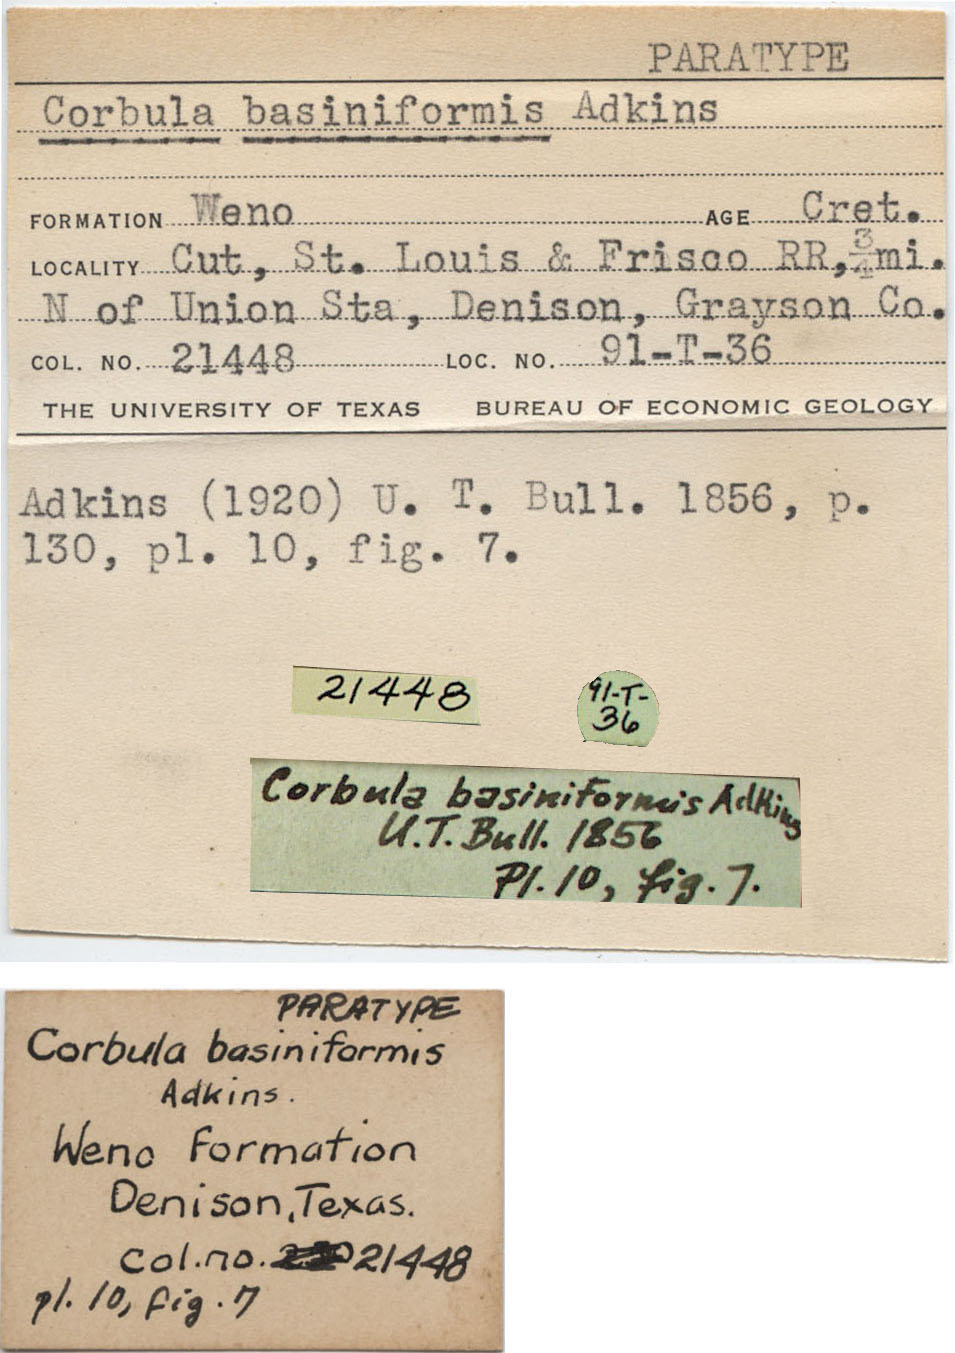 PARATYPE
Corbula basiniformis Adkins
FORMATION Weno AGE Cret.
LOCALITY Cut, St. Louis & Frisco RR, 3/4 mi.
N of Union Sta, Denison, Grayson Co.
COL. NO. 21448 LOC. NO. 91-T-36
THE UNIVERSITY OF TEXAS BUREAU OF ECONOMIC GEOLOGY
Adkins (1920) U. T. Bull. 1856, p.
130, pl. 10, fig. 7.
21448
91-T-
36
Corbula basiniformis Adkins
U.T. Bull. 1856
Pl. 10, fig. 7.
PARATYPE
Corbula basiniformis
Adkins.
Weno Formation
Denison, Texas.
Col. no. 21448
pl. 10, fig. 7